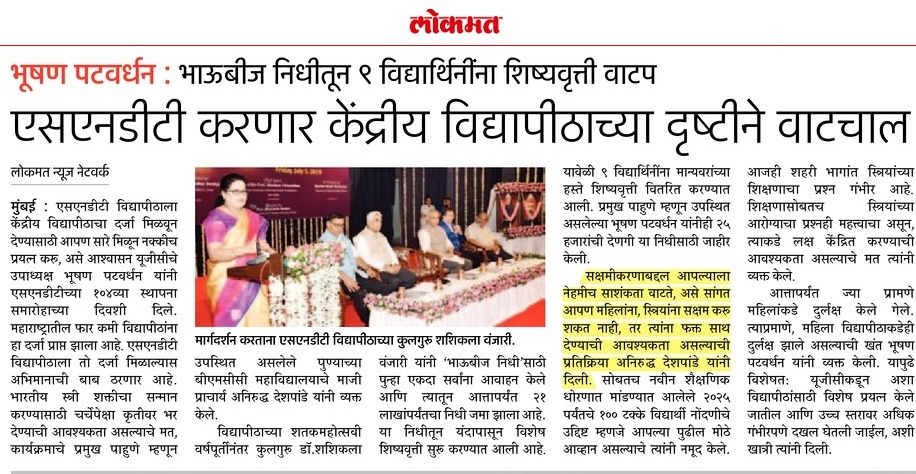 लोकमत
भूषण पटवर्धन : भाऊबीज निधीतून ९ विद्यार्थिनींना शिष्यवृत्ती वाटप
एसएनडीटी करणार केंद्रीय विद्यापीठाच्या दृष्टीने वाटचाल
लोकमत न्यूज नेटवर्क
मुंबई : एसएनडीटी विद्यापीठाला
केंद्रीय विद्यापीठाचा दर्जा मिळवून
देण्यासाठी आपण सारे मिळून नक्कीच
प्रयत्न करू, असे आश्वासन यूजीसीचे
उपाध्यक्ष भूषण पटवर्धन यांनी
एसएनडीटीच्या १०४व्या स्थापना
समारोहाच्या दिवशी दिले.
महाराष्ट्रातील फार कमी विद्यापीठांना
हा दर्जा प्राप्त झाला आहे. एसएनडीटी
विद्यापीठाला तो दर्जा मिळाल्यास
अभिमानाची बाब ठरणार आहे.
भारतीय स्त्री शक्तीचा सन्मान
करण्यासाठी चर्चेपेक्षा कृतीवर भर
देण्याची आवश्यकता असल्याचे मत,
कार्यक्रमाचे प्रमुख पाहुणे म्हणून
Friday, July 5, 2019
मार्गदर्शन करताना एसएनडीटी विद्यापीठाच्या कुलगुरू शशिकला वंजारी.
उपस्थित असलेले पुण्याच्या
बीएमसीसी महाविद्यालयाचे माजी
प्राचार्य अनिरुद्ध देशपांडे यांनी व्यक्त
केले.
विद्यापीठाच्या शतकमहोत्सवी
वर्षपूर्तीनंतर कुलगुरू डॉ.शशिकला
वंजारी यांनी 'भाऊबीज निधी'साठी
पुन्हा एकदा सर्वांना आवाहन केले
आणि त्यातून आत्तापर्यंत २१
लाखांपर्यंतचा निधी जमा झाला आहे.
या निधीतून यंदापासून विशेष
शिष्यवृत्ती सुरू करण्यात आली आहे.
यावेळी ९ विद्यार्थिनींना मान्यवरांच्या
हस्ते शिष्यवृत्ती वितरित करण्यात
आली. प्रमुख पाहुणे म्हणून उपस्थित
असलेल्या भूषण पटवर्धन यांनीही २५
हजारांची देणगी या निधीसाठी जाहीर
केली.
सक्षमीकरणाबद्दल आपल्याला
नेहमीच साशंकता वाटते, असे सांगत
आपण महिलांना, स्त्रियांना सक्षम करू
शकत नाही, तर त्यांना फक्त साथ
देण्याची आवश्यकता असल्याची
प्रतिक्रिया अनिरुद्ध देशपांडे यांनी
दिली. सोबतच नवीन शैक्षणिक
धोरणात मांडण्यात आलेले २०२५
पर्यंतचे १०० टक्के विद्यार्थी नोंदणीचे
उद्दिष्ट म्हणजे आपल्या पुढील मोठे
आव्हान असल्याचे त्यांनी नमूद केले.
आजही शहरी भागांत स्त्रियांच्या
शिक्षणाचा प्रश्न गंभीर आहे.
शिक्षणासोबतच स्त्रियांच्या
आरोग्याचा प्रश्नही महत्त्वाचा असून,
त्याकडे लक्ष केंद्रित करण्याची
आवश्यकता असल्याचे मत त्यांनी
व्यक्त केले.
आत्तापर्यंत ज्या प्रामणे
महिलांकडे दुर्लक्ष केले गेले.
त्याप्रमाणे, महिला विद्यापीठाकडेही
दुर्लक्ष झाले असल्याची खंत भूषण
पटवर्धन यांनी व्यक्त केली. यापुढे
विशेषत: यूजीसीकडून अशा
विद्यापीठांसाठी विशेष प्रयत्न केले
जातील आणि उच्च स्तरावर अधिक
गंभीरपणे दखल घेतली जाईल, अशी
खात्री त्यांनी दिली.